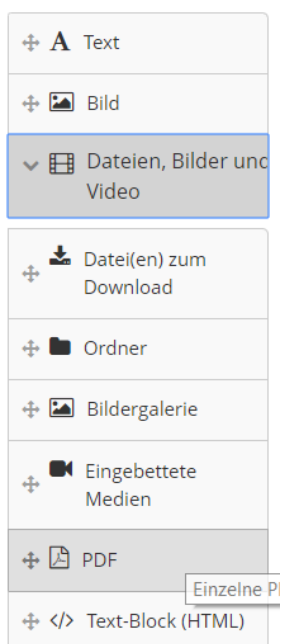 Text
Bild
Dateien, Bilder und
Video
Datei(en) zum
Download
Ordner
Bildergalerie
Eingebettete
Medien
PDF
Einzelne
Text-Block (HTML)